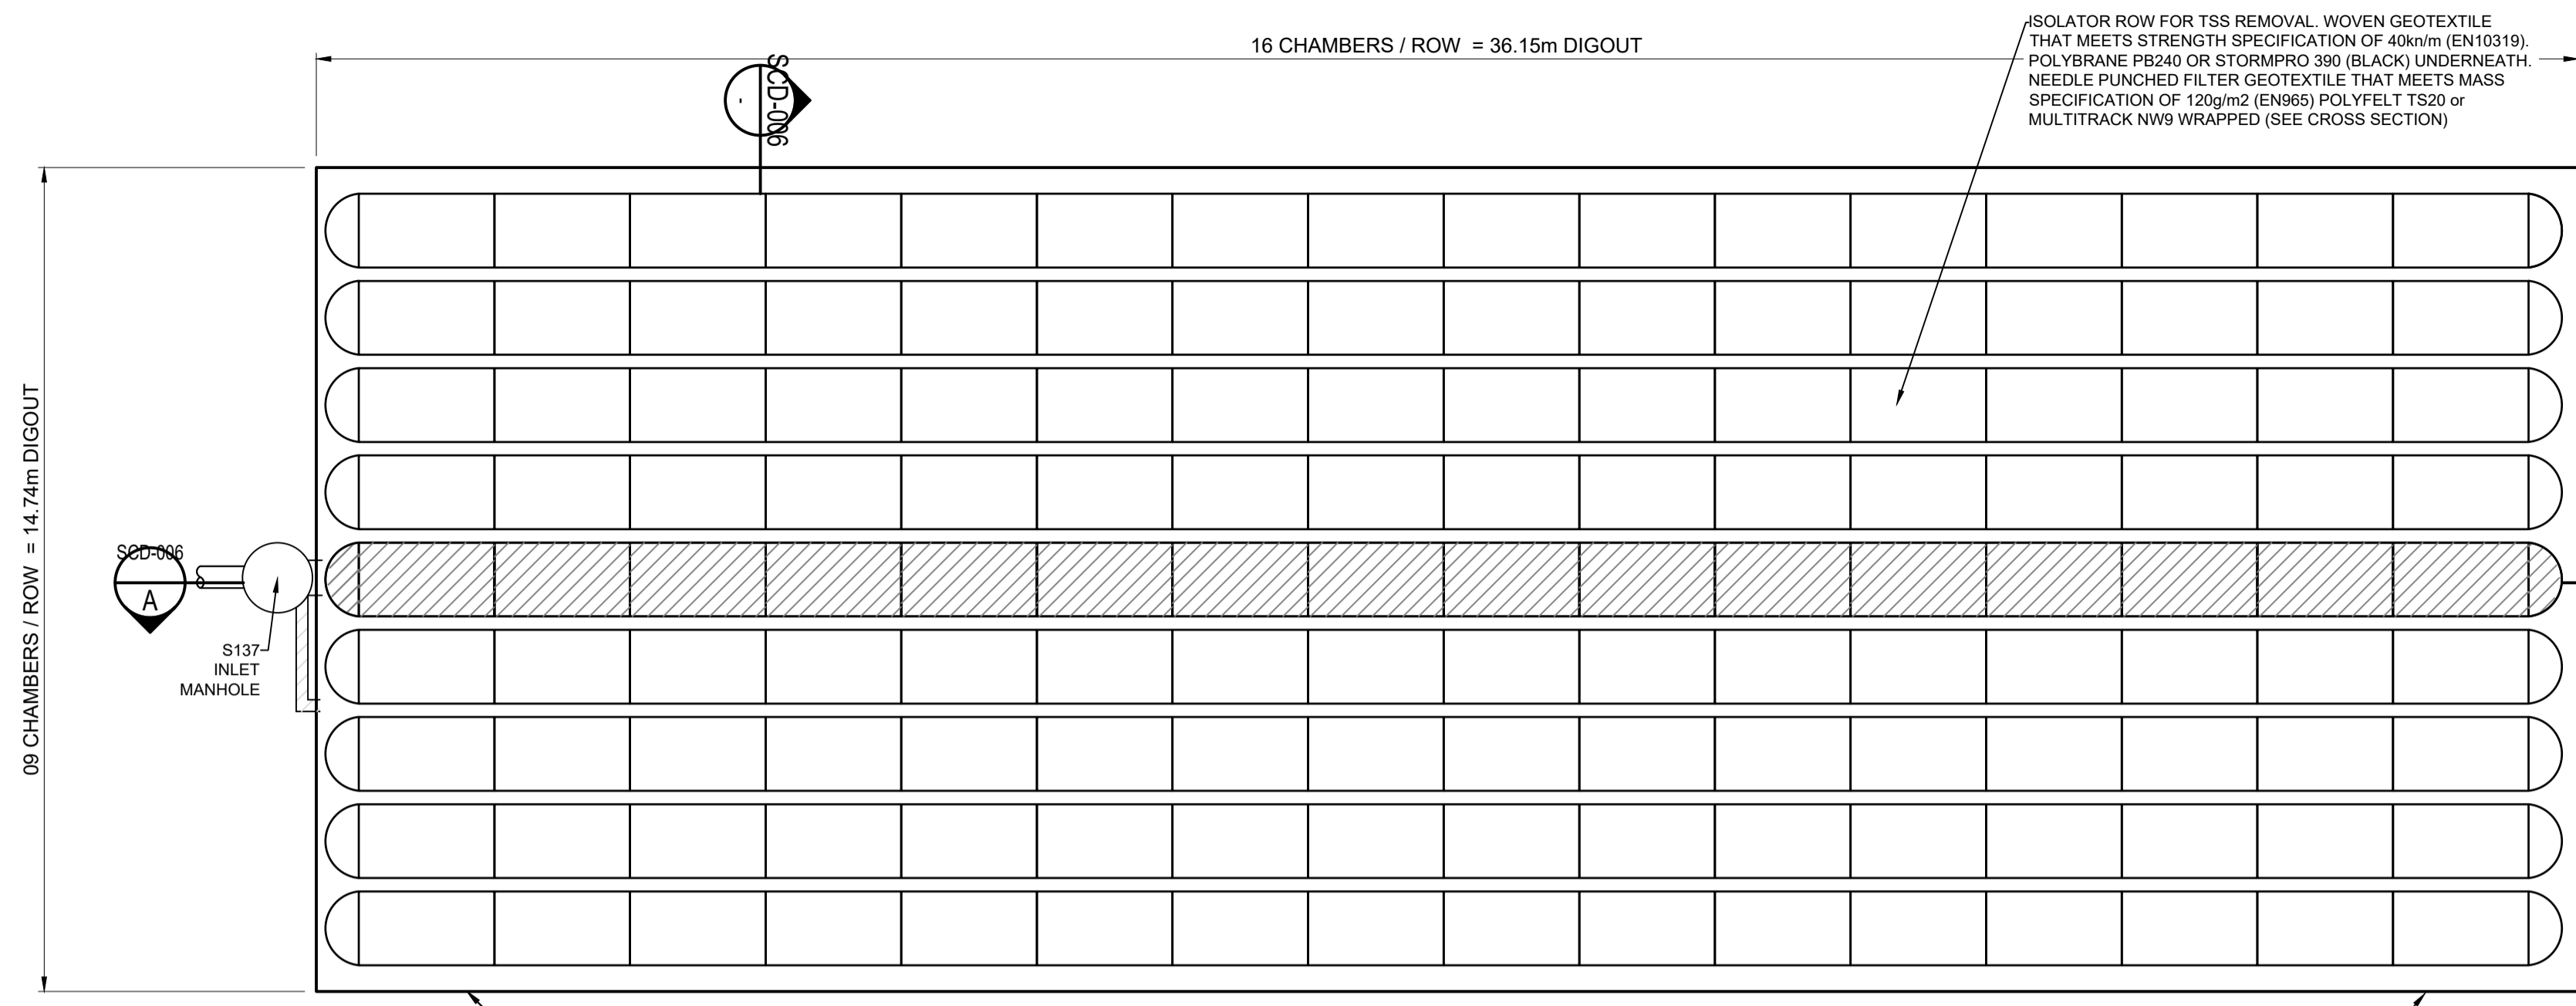 16 CHAMBERS / ROW = 36.15m DIGOUT
ISOLATOR ROW FOR TSS REMOVAL. WOVEN GEOTEXTILE
THAT MEETS STRENGTH SPECIFICATION OF 40kn/m (EN10319).
POLYBRANE PB240 OR STORMPRO 390 (BLACK) UNDERNEATH.
NEEDLE PUNCHED FILTER GEOTEXTILE THAT MEETS MASS
SPECIFICATION OF 120g/m2 (EN965) POLYFELT TS20 or
MULTITRACK NW9 WRAPPED (SEE CROSS SECTION)
-
SCD-006
09 CHAMBERS / ROW = 14.74m DIGOUT
SCD-006
A
S137
INLET
MANHOLE